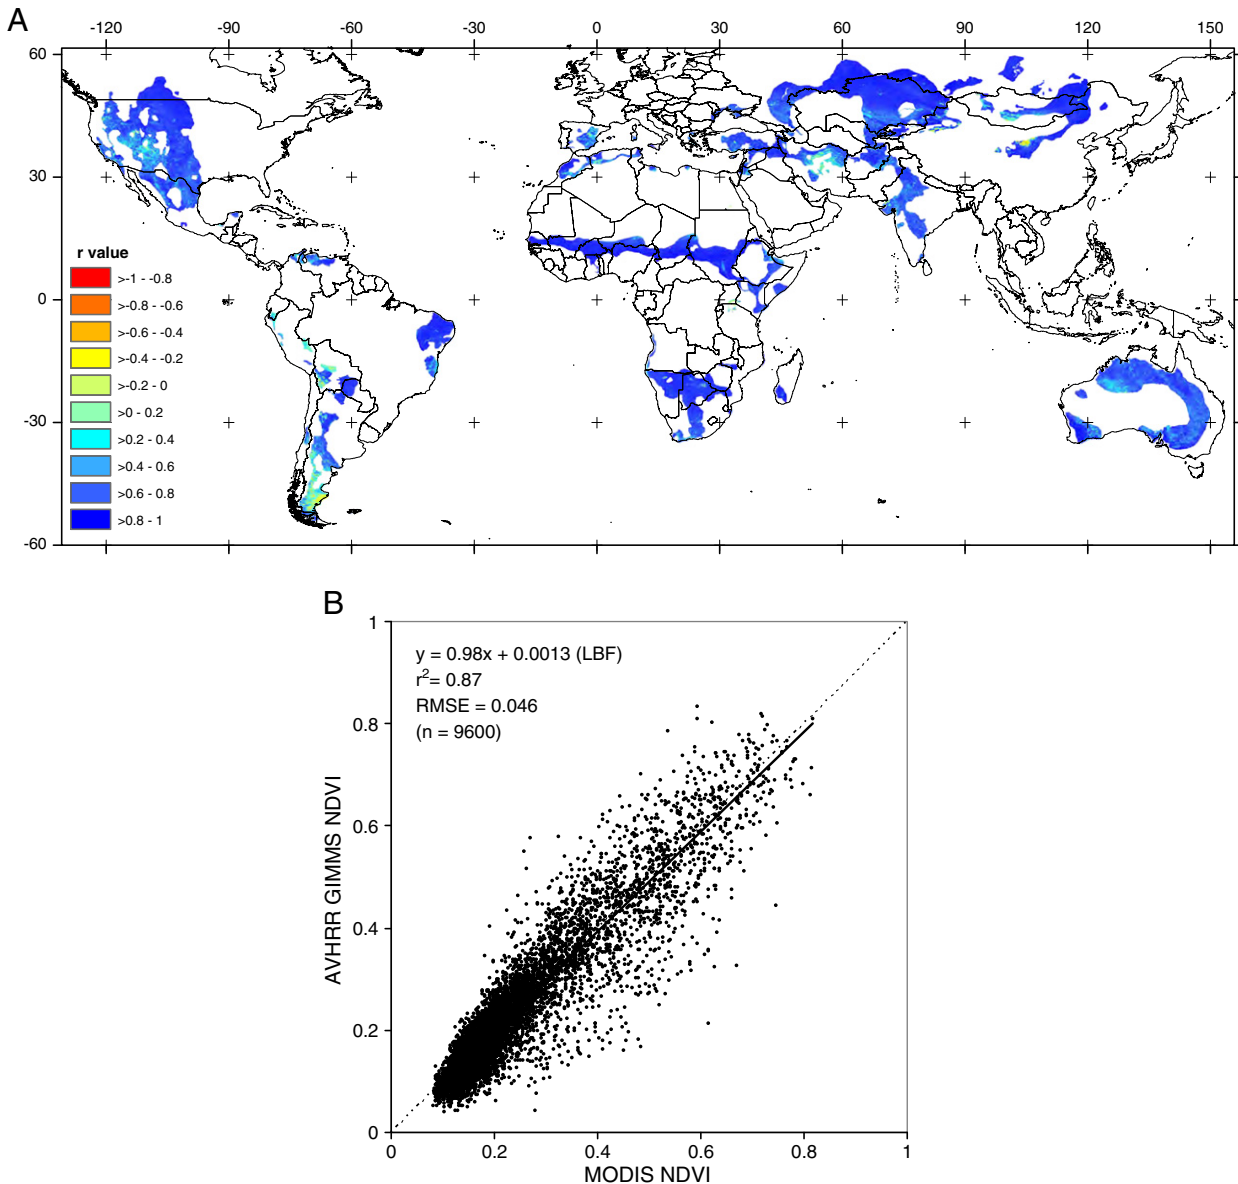 A
-120 -90 -60 -30 0 30 60 90 120 150
60
30
0
-30
-60
r value
>-1 - -0.8
>-0.8 - -0.6
>-0.6 - -0.4
>-0.4 - -0.2
>-0.2 - 0
>0 - 0.2
>0.2 - 0.4
>0.4 - 0.6
>0.6 - 0.8
>0.8 - 1
B
y = 0.98x + 0.0013 (LBF)
r2= 0.87
RMSE = 0.046
(n = 9600)
AVHRR GIMMS NDVI
1
0.8
0.6
0.4
0.2
0
0 0.2 0.4 0.6 0.8 1
MODIS NDVI